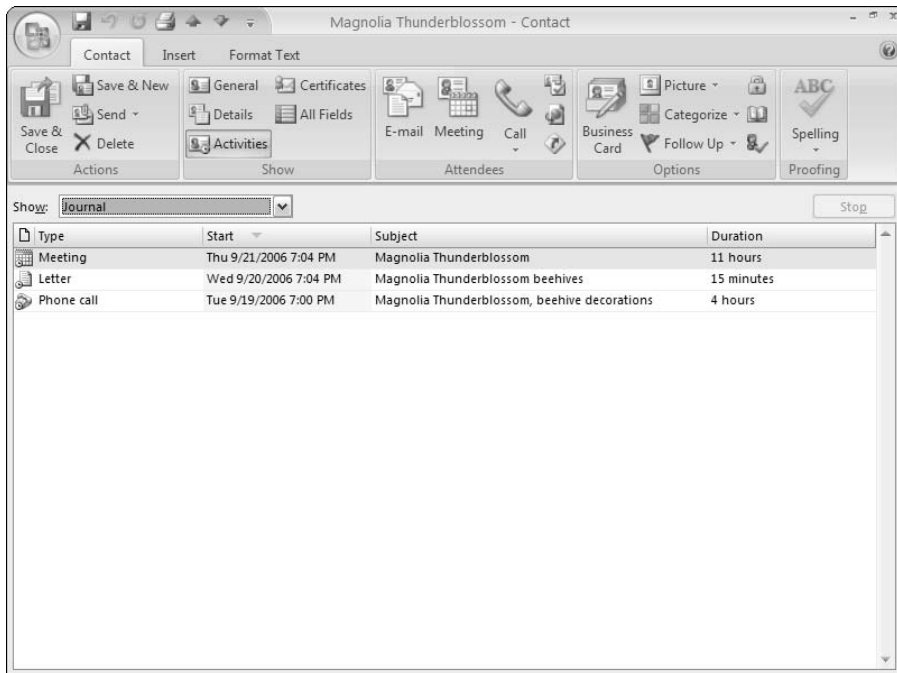 Magnolia Thunderblossom - Contact
Contact Insert Format Text
Save & Close
Save & New
Send
Delete
Actions
General
Details
Activities
Certificates
All Fields
Show
E-mail
Meeting
Call
Attendees
Business Card
Picture
Categorize
Follow Up
Options
ABC
Spelling
Proofing
Show: Journal Stop
Type Start Subject Duration
Meeting Thu 9/21/2006 7:04 PM Magnolia Thunderblossom 11 hours
Letter Wed 9/20/2006 7:04 PM Magnolia Thunderblossom beehives 15 minutes
Phone call Tue 9/19/2006 7:00 PM Magnolia Thunderblossom, beehive decorations 4 hours